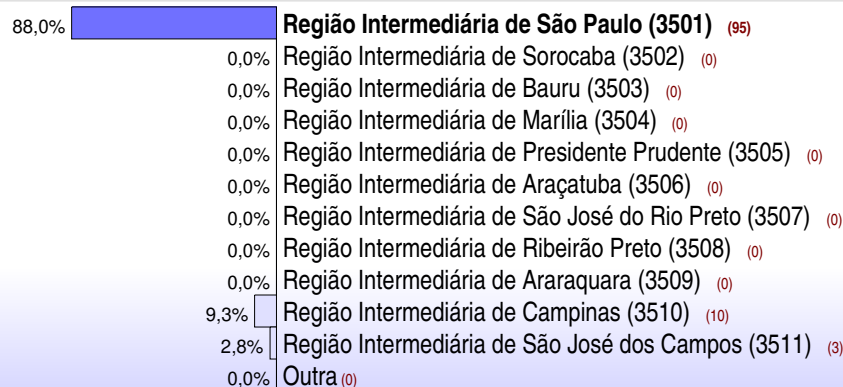 88,0% Região Intermediária de São Paulo (3501) (95)
0,0% Região Intermediária de Sorocaba (3502) (0)
0,0% Região Intermediária de Bauru (3503) (0)
0,0% Região Intermediária de Marília (3504) (0)
0,0% Região Intermediária de Presidente Prudente (3505) (0)
0,0% Região Intermediária de Araçatuba (3506) (0)
0,0% Região Intermediária de São José do Rio Preto (3507) (0)
0,0% Região Intermediária de Ribeirão Preto (3508) (0)
0,0% Região Intermediária de Araraquara (3509) (0)
9,3% Região Intermediária de Campinas (3510) (10)
2,8% Região Intermediária de São José dos Campos (3511) (3)
0,0% Outra (0)